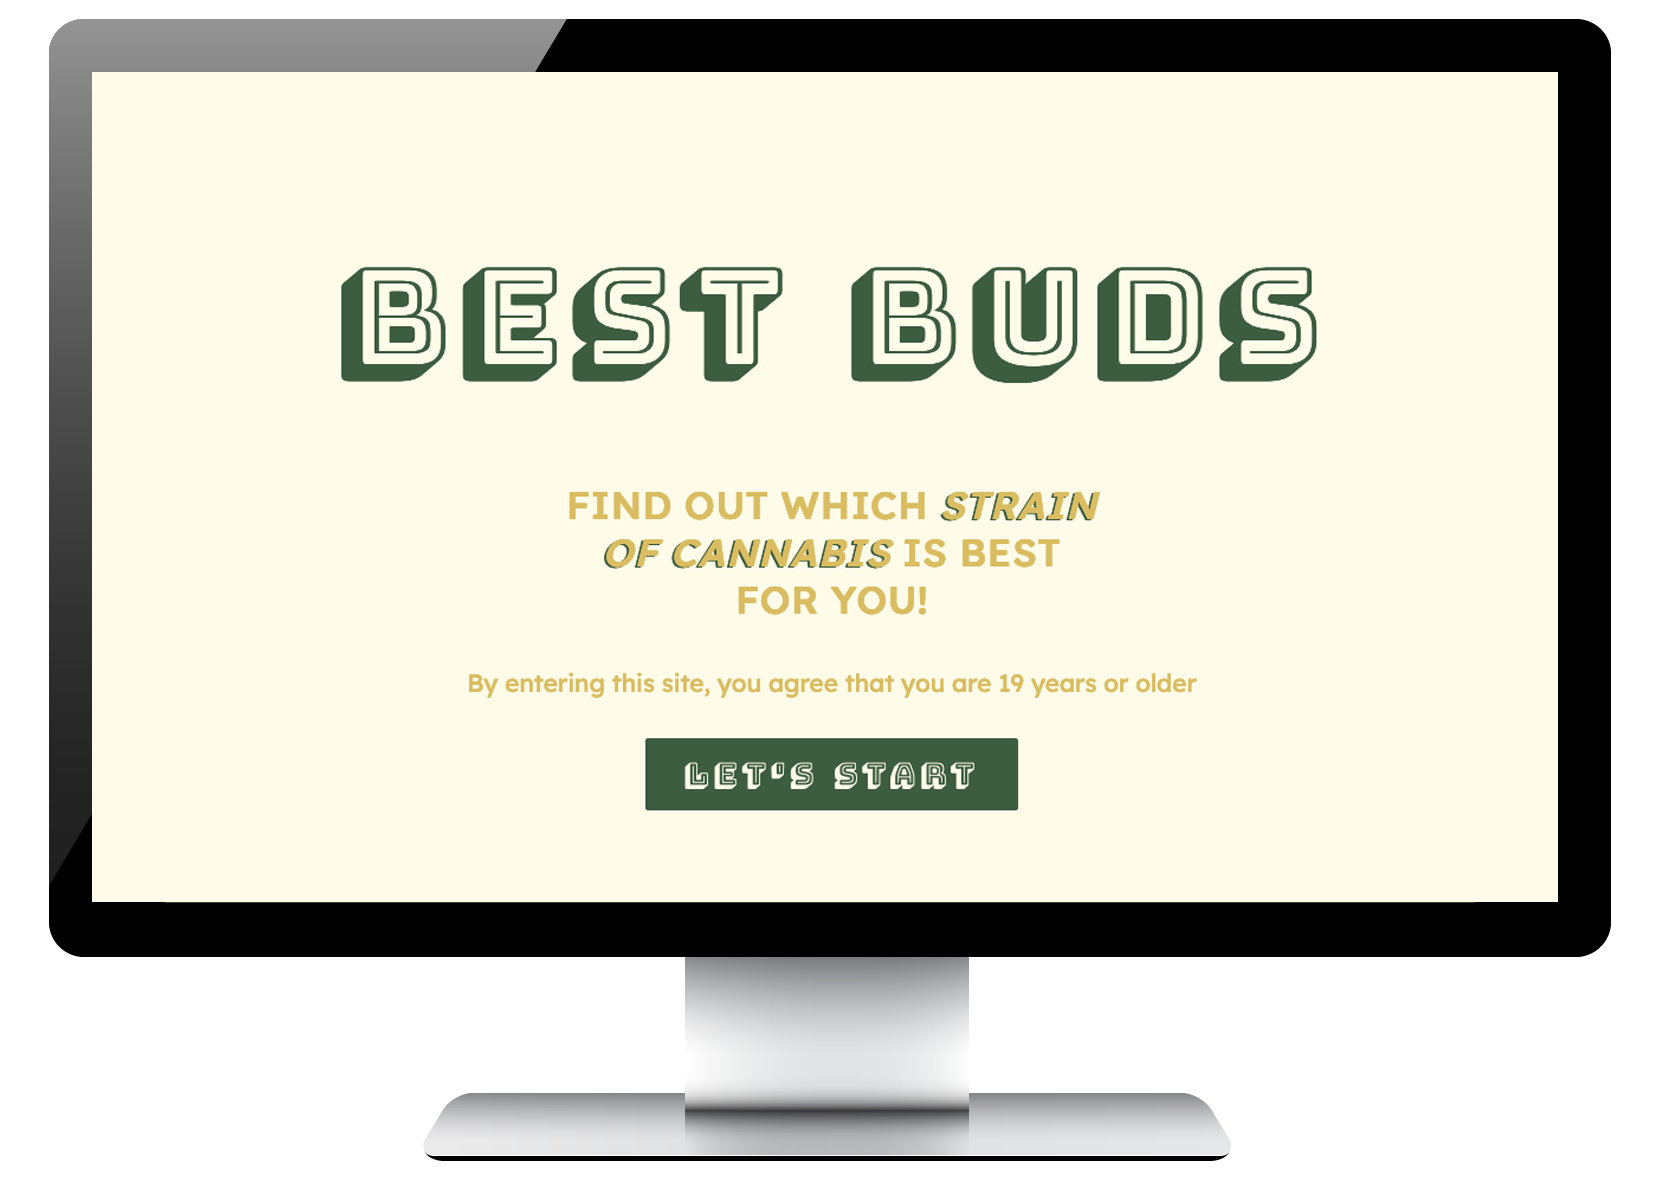 BEST BUDS
FIND OUT WHICH STRAIN
OF CANNABIS IS BEST
FOR YOU!
By entering this site, you agree that you are 19 years or older
LET'S START